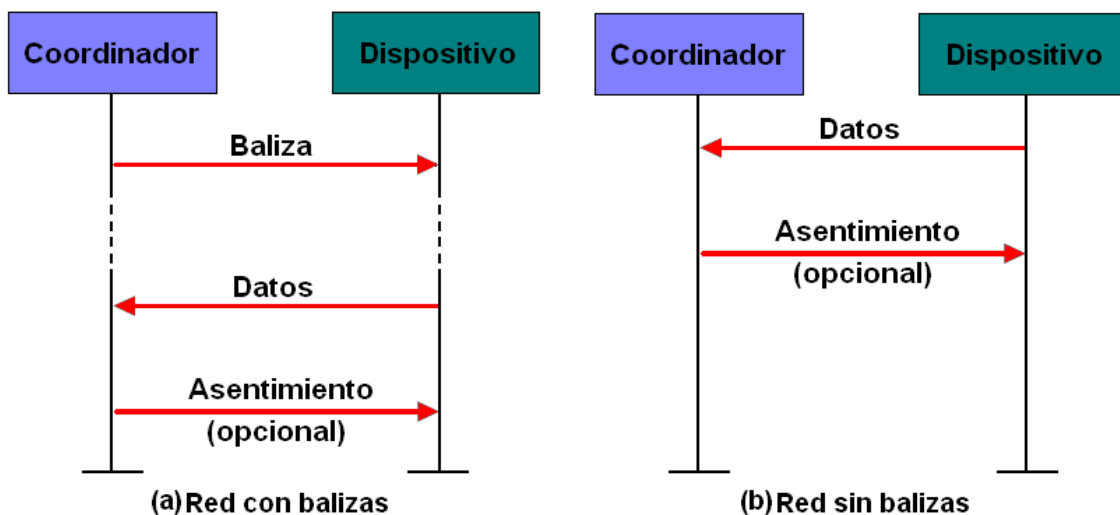 Coordinador
Dispositivo
Baliza
Datos
Asentimiento
(opcional)
(a) Red con balizas
Coordinador
Dispositivo
Datos
Asentimiento
(opcional)
(b) Red sin balizas